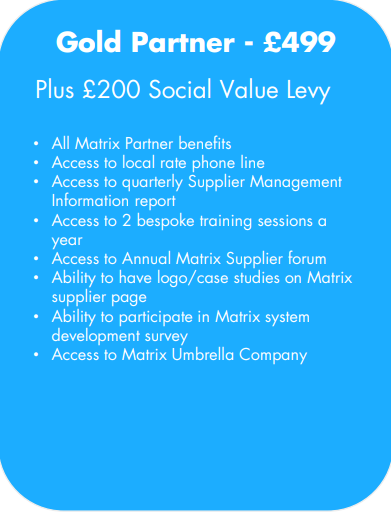 Gold Partner - £499
Plus £200 Social Value Levy
• All Matrix Partner benefits
• Access to local rate phone line
• Access to quarterly Supplier Management
Information report
• Access to 2 bespoke training sessions a
year
• Access to Annual Matrix Supplier forum
• Ability to have logo/case studies on Matrix
supplier page
• Ability to participate in Matrix system
development survey
• Access to Matrix Umbrella Company